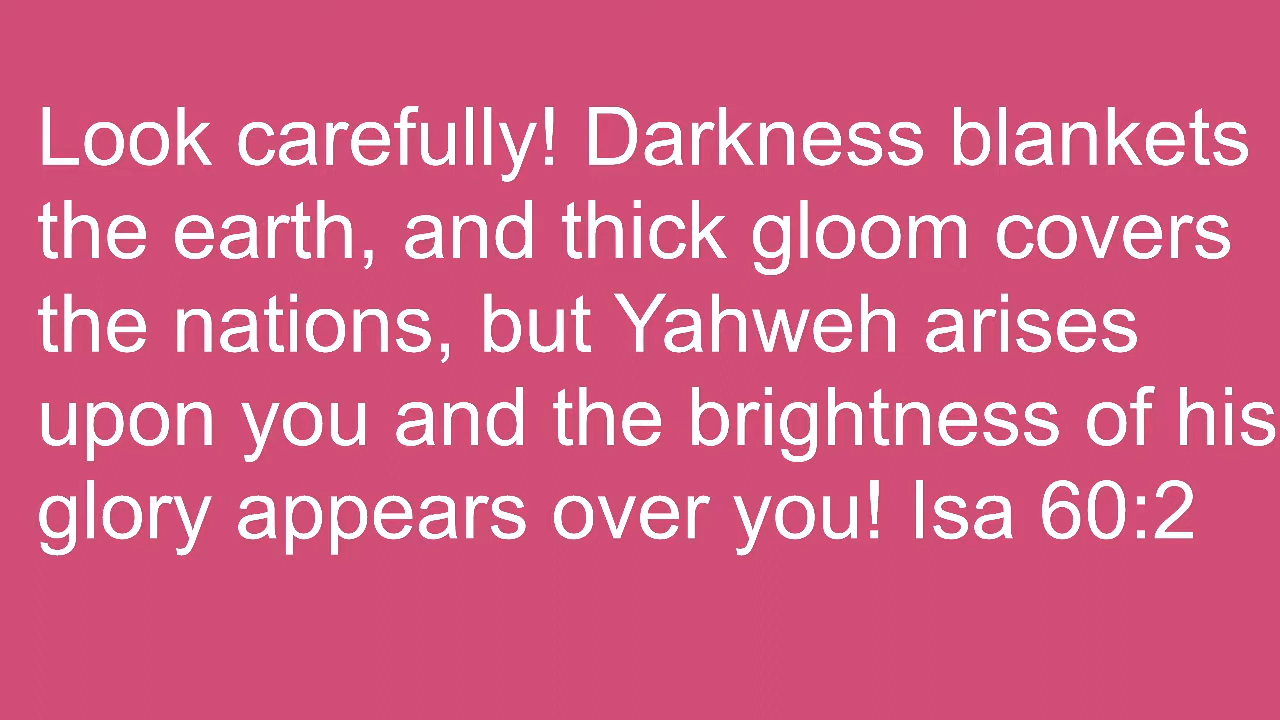 Look carefully! Darkness blankets
the earth, and thick gloom covers
the nations, but Yahweh arises
upon you and the brightness of his
glory appears over you! Isa 60:2